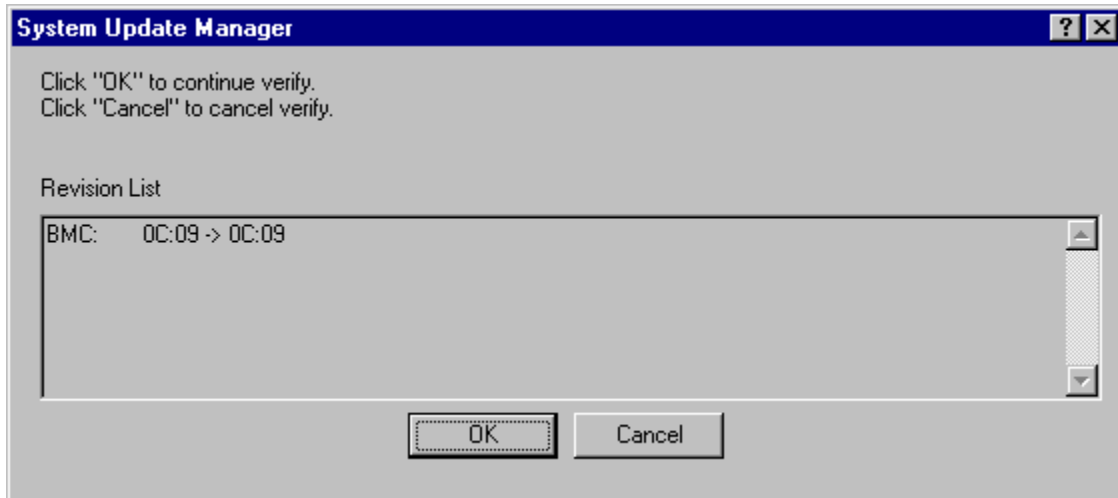 System Update Manager
Click "OK" to continue verify.
Click "Cancel" to cancel verify.
Revision List
BMC: 0C:09 -> 0C:09
OK Cancel